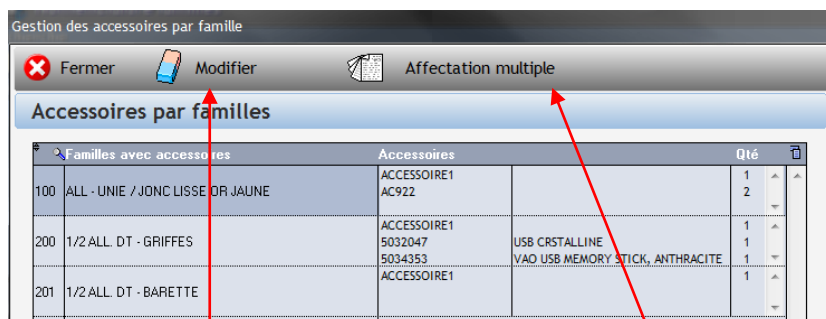 Gestion des accessoires par famille
Fermer Modifier Affectation multiple
Accessoires par familles
Familles avec accessoires Accessoires Qté
100 ALL - UNIE / JONC LISSE OR JAUNE ACCESSOIRE1 1
AC922 2
200 1/2 ALL. DT - GRIFFES ACCESSOIRE1 1
5032047 USB CRSTALLINE 1
5034353 VAO USB MEMORY STICK, ANTHRACITE 1
201 1/2 ALL. DT - BARETTE ACCESSOIRE1 1